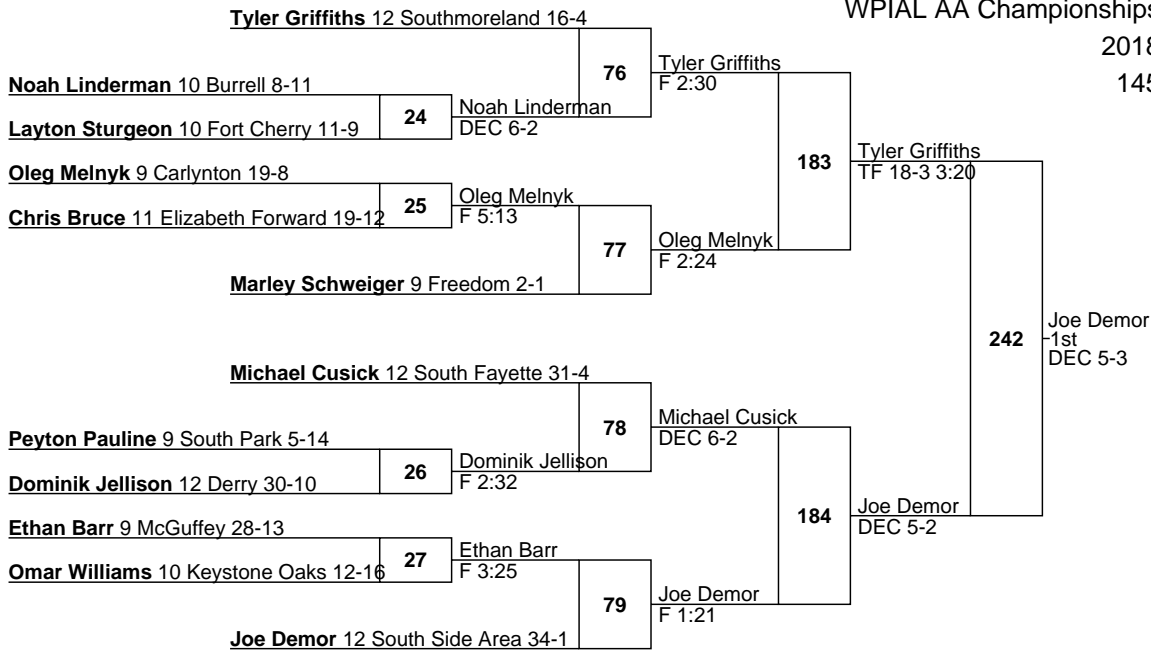 WPIAL AA Championships
2018
145
Tyler Griffiths 12 Southmoreland 16-4
76
Tyler Griffiths
F 2:30
Noah Linderman 10 Burrell 8-11
24
Noah Linderman
DEC 6-2
Layton Sturgeon 10 Fort Cherry 11-9
183
Tyler Griffiths
TF 18-3 3:20
Oleg Melnyk 9 Carlynton 19-8
25
Oleg Melnyk
F 5:13
Chris Bruce 11 Elizabeth Forward 19-12
77
Oleg Melnyk
F 2:24
Marley Schweiger 9 Freedom 2-1
242
Joe Demor
1st
DEC 5-3
Michael Cusick 12 South Fayette 31-4
78
Michael Cusick
DEC 6-2
Peyton Pauline 9 South Park 5-14
26
Dominik Jellison
F 2:32
Dominik Jellison 12 Derry 30-10
184
Joe Demor
DEC 5-2
Ethan Barr 9 McGuffey 28-13
27
Ethan Barr
F 3:25
Omar Williams 10 Keystone Oaks 12-16
79
Joe Demor
F 1:21
Joe Demor 12 South Side Area 34-1